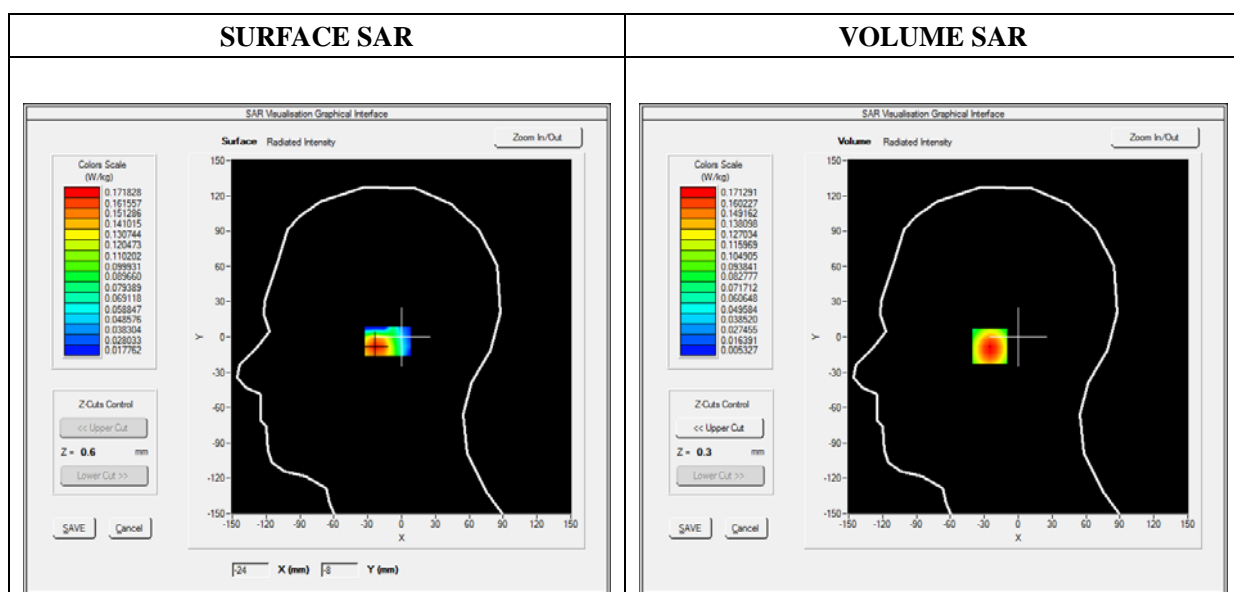 SURFACE SAR
VOLUME SAR
SAR Visualisation Graphical Interface
Surface Radiated Intensity
Zoom In/Out
Colors Scale
(W/kg)
0.171828
0.161557
0.151286
0.141015
0.130744
0.120473
0.110202
0.099931
0.089660
0.079389
0.069118
0.058847
0.048576
0.038304
0.028033
0.017762
150
120
90
60
30
0
-30
-60
-90
-120
-150
Y
-150 -120 -90 -60 -30 0 30 60 90 120 150
X
Z-Cuts Control
<< Upper Cut
Z = 0.6 mm
Lower Cut >>
SAVE Cancel
-24 X (mm) -8 Y (mm)
SAR Visualisation Graphical Interface
Volume Radiated Intensity
Zoom In/Out
Colors Scale
(W/kg)
0.171291
0.160227
0.149162
0.138098
0.127034
0.115969
0.104905
0.093841
0.082777
0.071712
0.060648
0.049584
0.038520
0.027455
0.016391
0.005327
150
120
90
60
30
0
-30
-60
-90
-120
-150
Y
-150 -120 -90 -60 -30 0 30 60 90 120 150
X
Z-Cuts Control
<< Upper Cut
Z = 0.3 mm
Lower Cut >>
SAVE Cancel